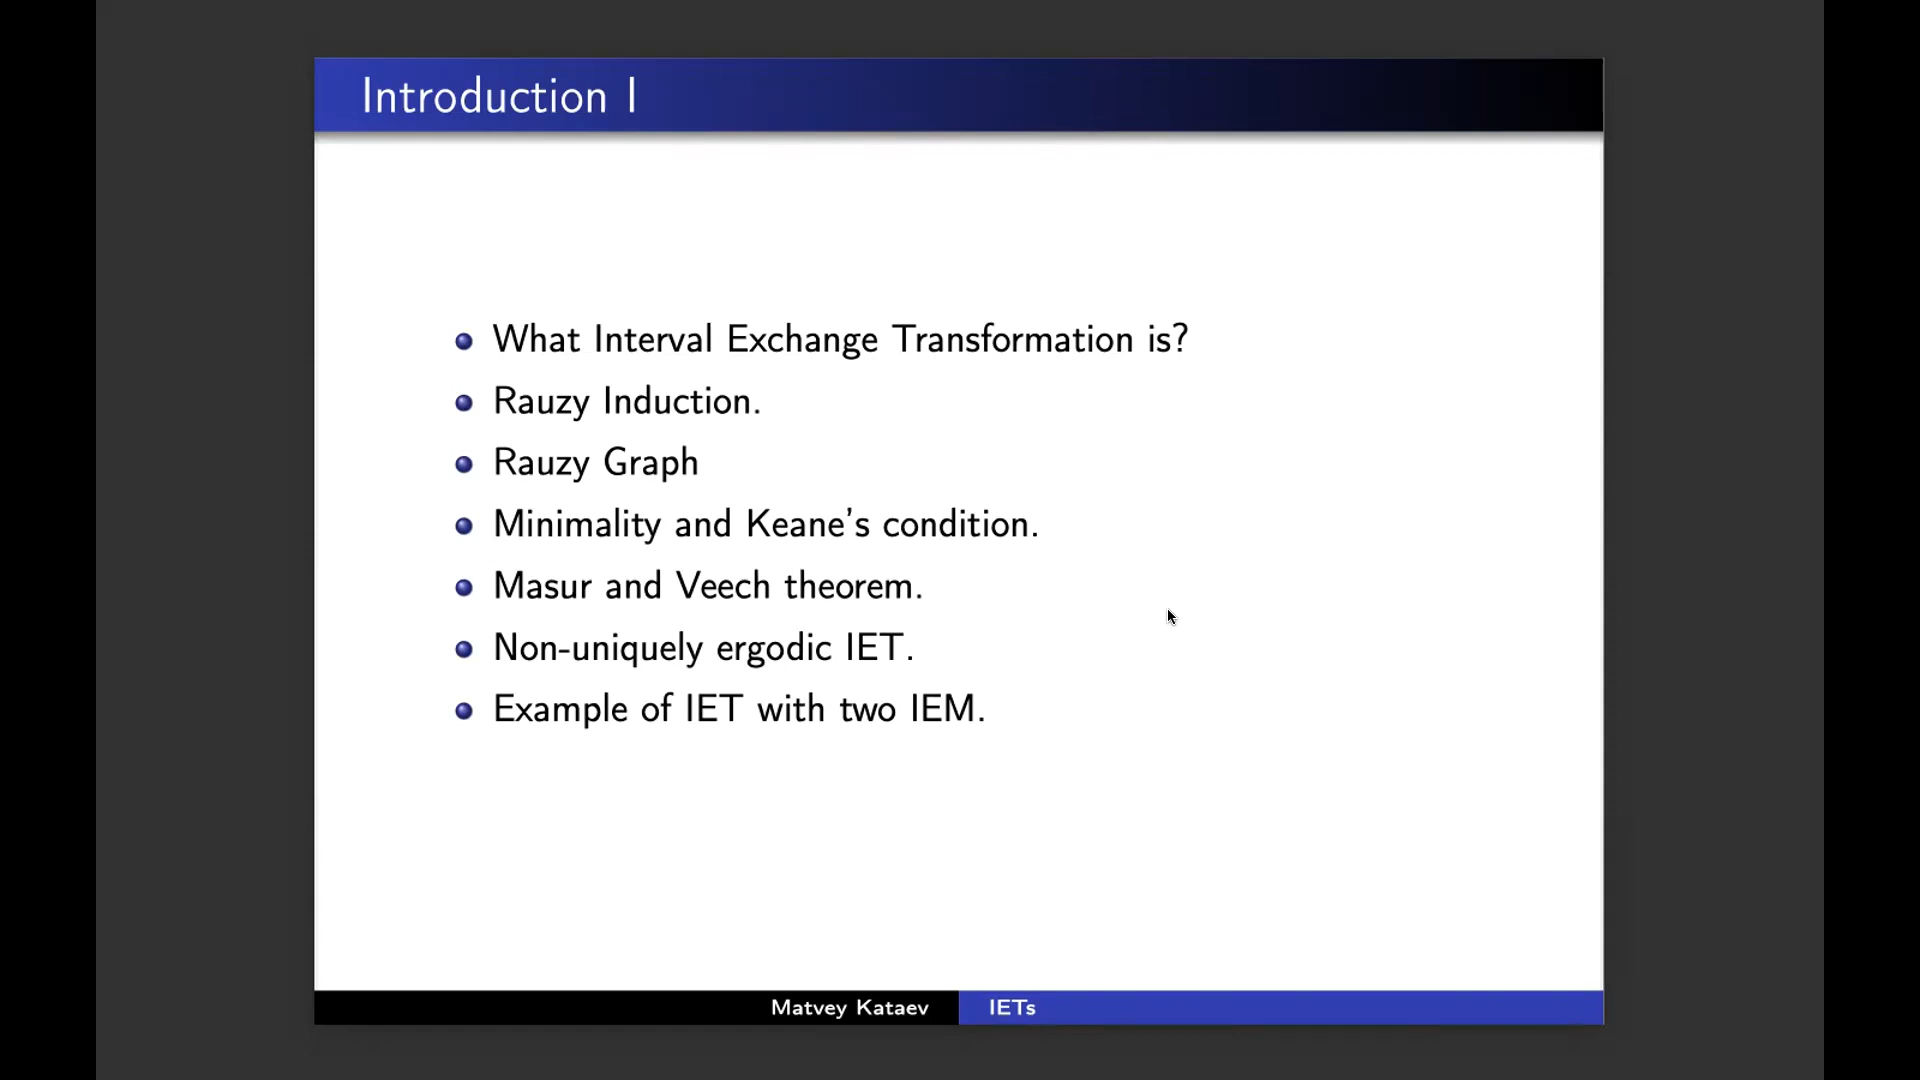 Introduction I
What Interval Exchange Transformation is?
Rauzy Induction.
Rauzy Graph
Minimality and Keane's condition.
Masur and Veech theorem.
Non-uniquely ergodic IET.
Example of IET with two IEM.
Matvey Kataev
IETs